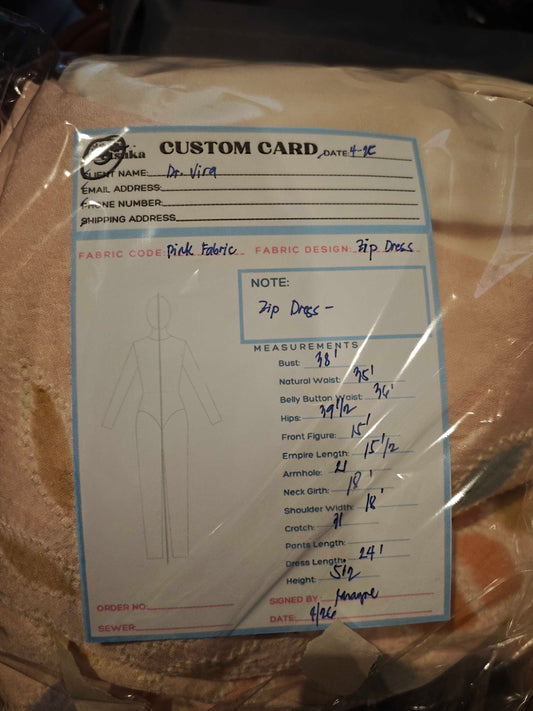 CUSTOM CARD DATE: 4-25
CLIENT NAME: Dr. Vira
EMAIL ADDRESS:
PHONE NUMBER:
SHIPPING ADDRESS
FABRIC CODE: Pink Fabric FABRIC DESIGN: Zip Dress
NOTE:
Zip Dress -
MEASUREMENTS
Bust: 38'
Natural Waist: 35'
Belly Button Waist: 36'
Hips: 39 1/2
Front Figure: 15'
Empire Length: 15 1/2
Armhole: 21
Neck Girth: 18'
Shoulder Width: 18'
Crotch: 31
Pants Length:
Dress Length: 24'
Height: 5'2
ORDER NO: SIGNED BY:
SEWER: DATE: 4/26